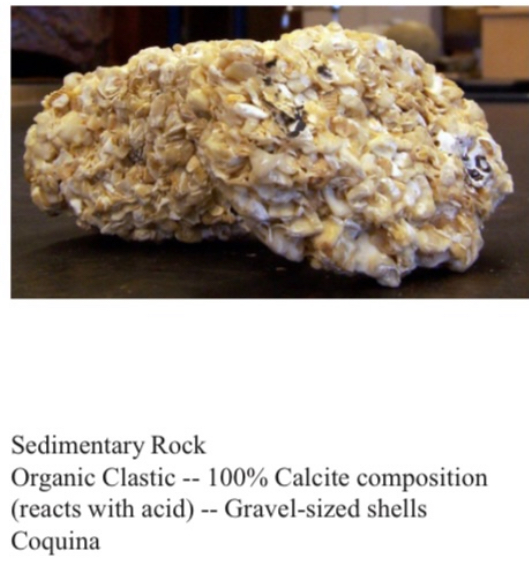 Sedimentary Rock
Organic Clastic -- 100% Calcite composition
(reacts with acid) -- Gravel-sized shells
Coquina